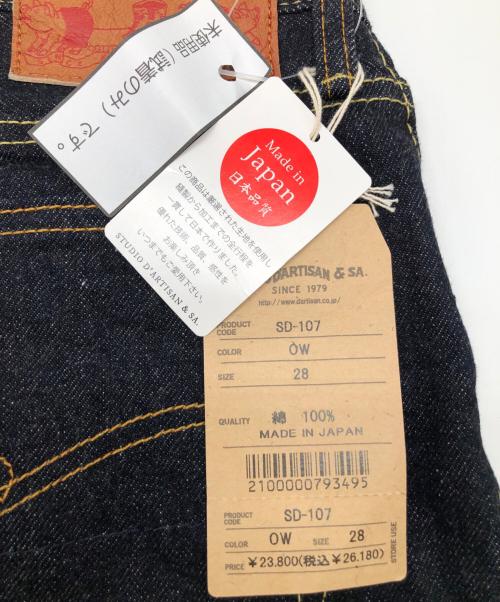 未使用品(試着のみ)です。
Made in
Japan
日本品質
この商品は厳選された生地を使用し
縫製から加工までの全行程を
一貫して日本で作りました。
優れた技術、品質、感性を
お楽しみ頂き
いつまでもご愛用下さい。
STUDIO D'ARTISAN & SA.
D'ARTISAN & SA.
SINCE 1979
http://www.dartisan.co.jp/
PRODUCT CODE SD-107
COLOR OW
SIZE 28
QUALITY 綿 100%
MADE IN JAPAN
2100000793495
PRODUCT CODE SD-107
COLOR OW SIZE 28
PRICE ¥23.800(税込¥26.180)
STORE USE